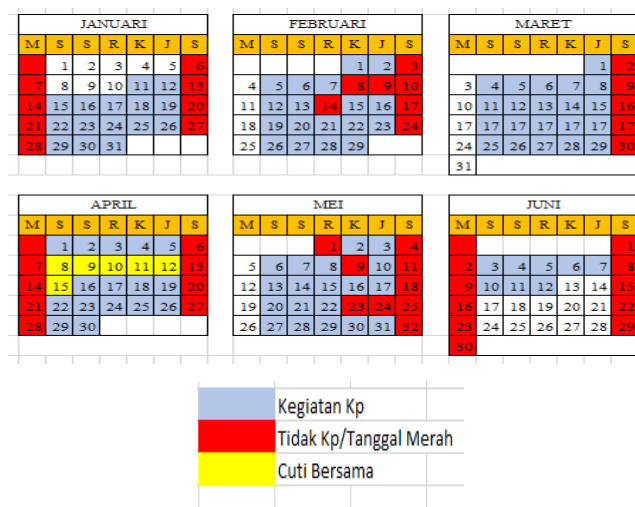 JANUARI
M S S R K J S
1 2 3 4 5 6
7 8 9 10 11 12 13
14 15 16 17 18 19 20
21 22 23 24 25 26 27
28 29 30 31
FEBRUARI
M S S R K J S
1 2 3
4 5 6 7 8 9 10
11 12 13 14 15 16 17
18 19 20 21 22 23 24
25 26 27 28 29
MARET
M S S R K J S
1 2
3 4 5 6 7 8 9
10 11 12 13 14 15 16
17 17 17 17 17 17 17
24 25 26 27 28 29 30
31
APRIL
M S S R K J S
1 2 3 4 5 6
7 8 9 10 11 12 13
14 15 16 17 18 19 20
21 22 23 24 25 26 27
28 29 30
MEI
M S S R K J S
1 2 3 4
5 6 7 8 9 10 11
12 13 14 15 16 17 18
19 20 21 22 23 24 25
26 27 28 29 30 31 32
JUNI
M S S R K J S
1
2 3 4 5 6 7 8
9 10 11 12 13 14 15
16 17 18 19 20 21 22
23 24 25 26 27 28 29
30
Kegiatan Kp
Tidak Kp/Tanggal Merah
Cuti Bersama